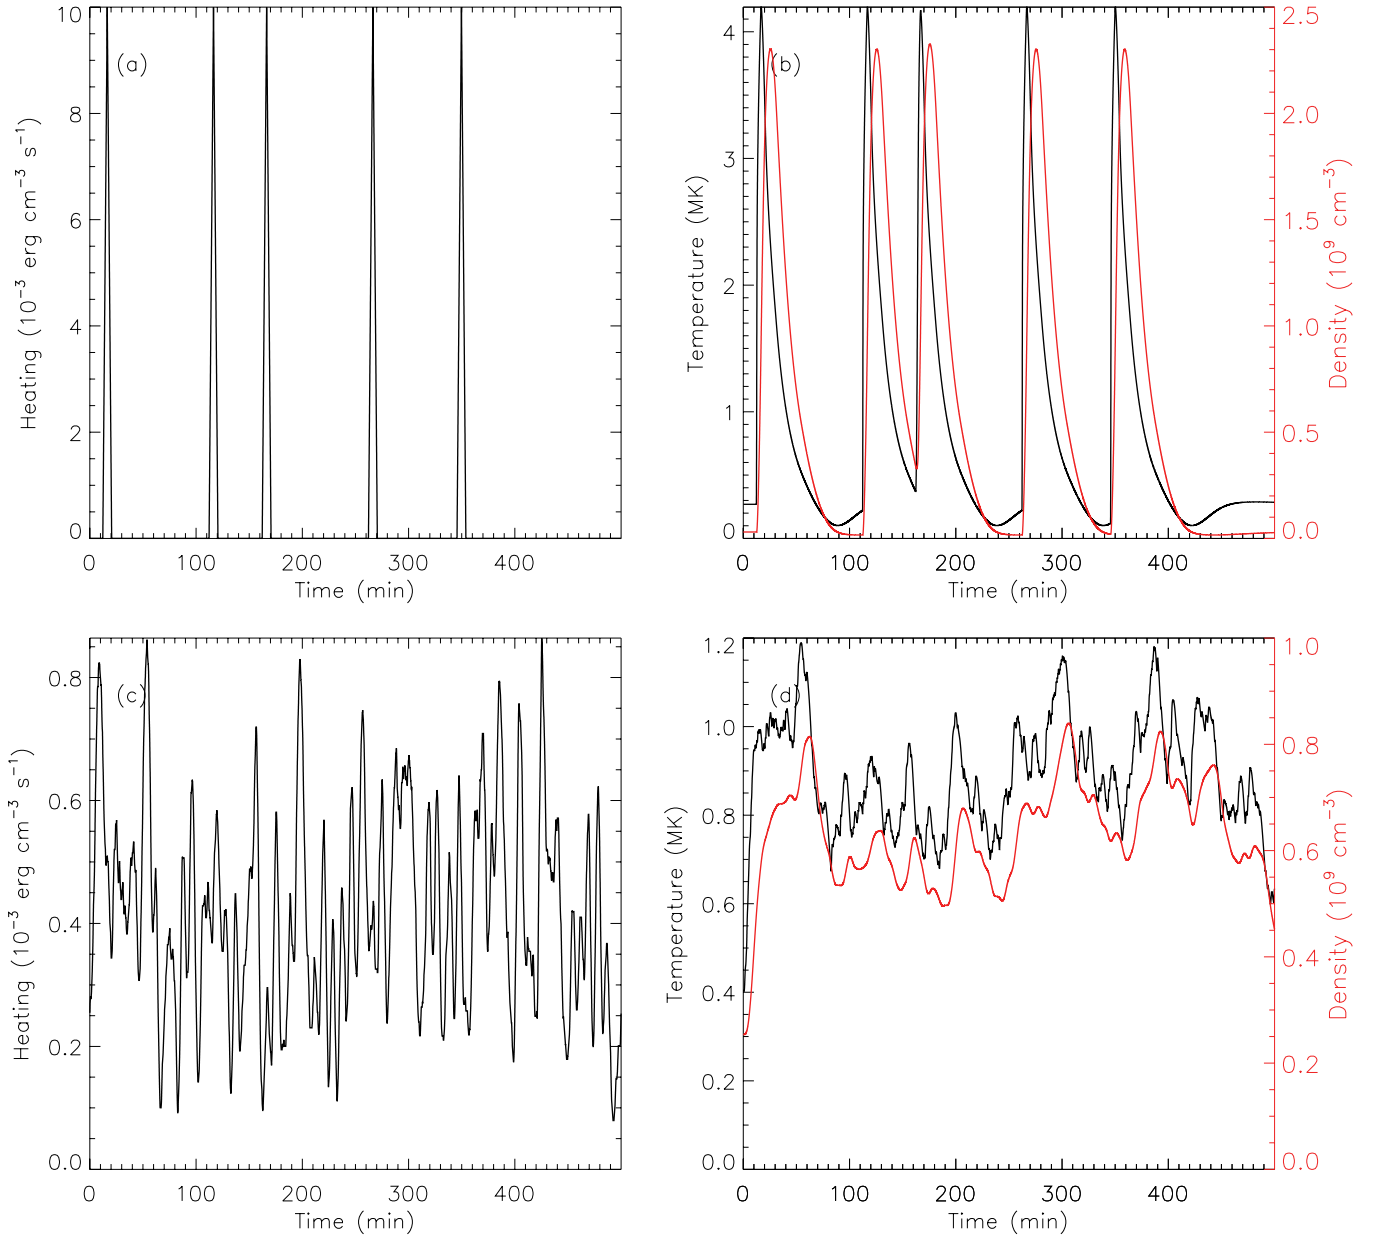 (a)
Heating (10⁻³ erg cm⁻³ s⁻¹)
10
8
6
4
2
0
0 100 200 300 400
Time (min)
(b)
Temperature (MK)
4
3
2
1
0
Density (10⁹ cm⁻³)
2.5
2.0
1.5
1.0
0.5
0.0
0 100 200 300 400
Time (min)
(c)
Heating (10⁻³ erg cm⁻³ s⁻¹)
0.8
0.6
0.4
0.2
0.0
0 100 200 300 400
Time (min)
(d)
Temperature (MK)
1.2
1.0
0.8
0.6
0.4
0.2
0.0
Density (10⁹ cm⁻³)
1.0
0.8
0.6
0.4
0.2
0.0
0 100 200 300 400
Time (min)